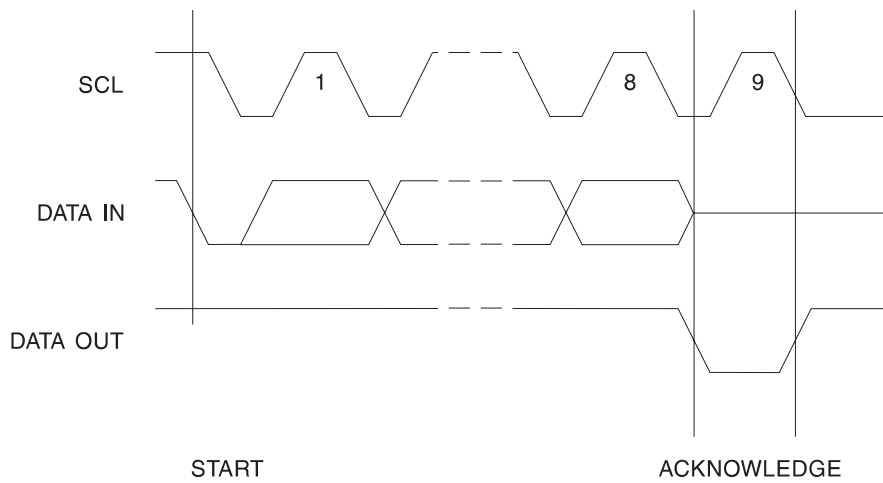 SCL 1 8 9
DATA IN
DATA OUT
START ACKNOWLEDGE